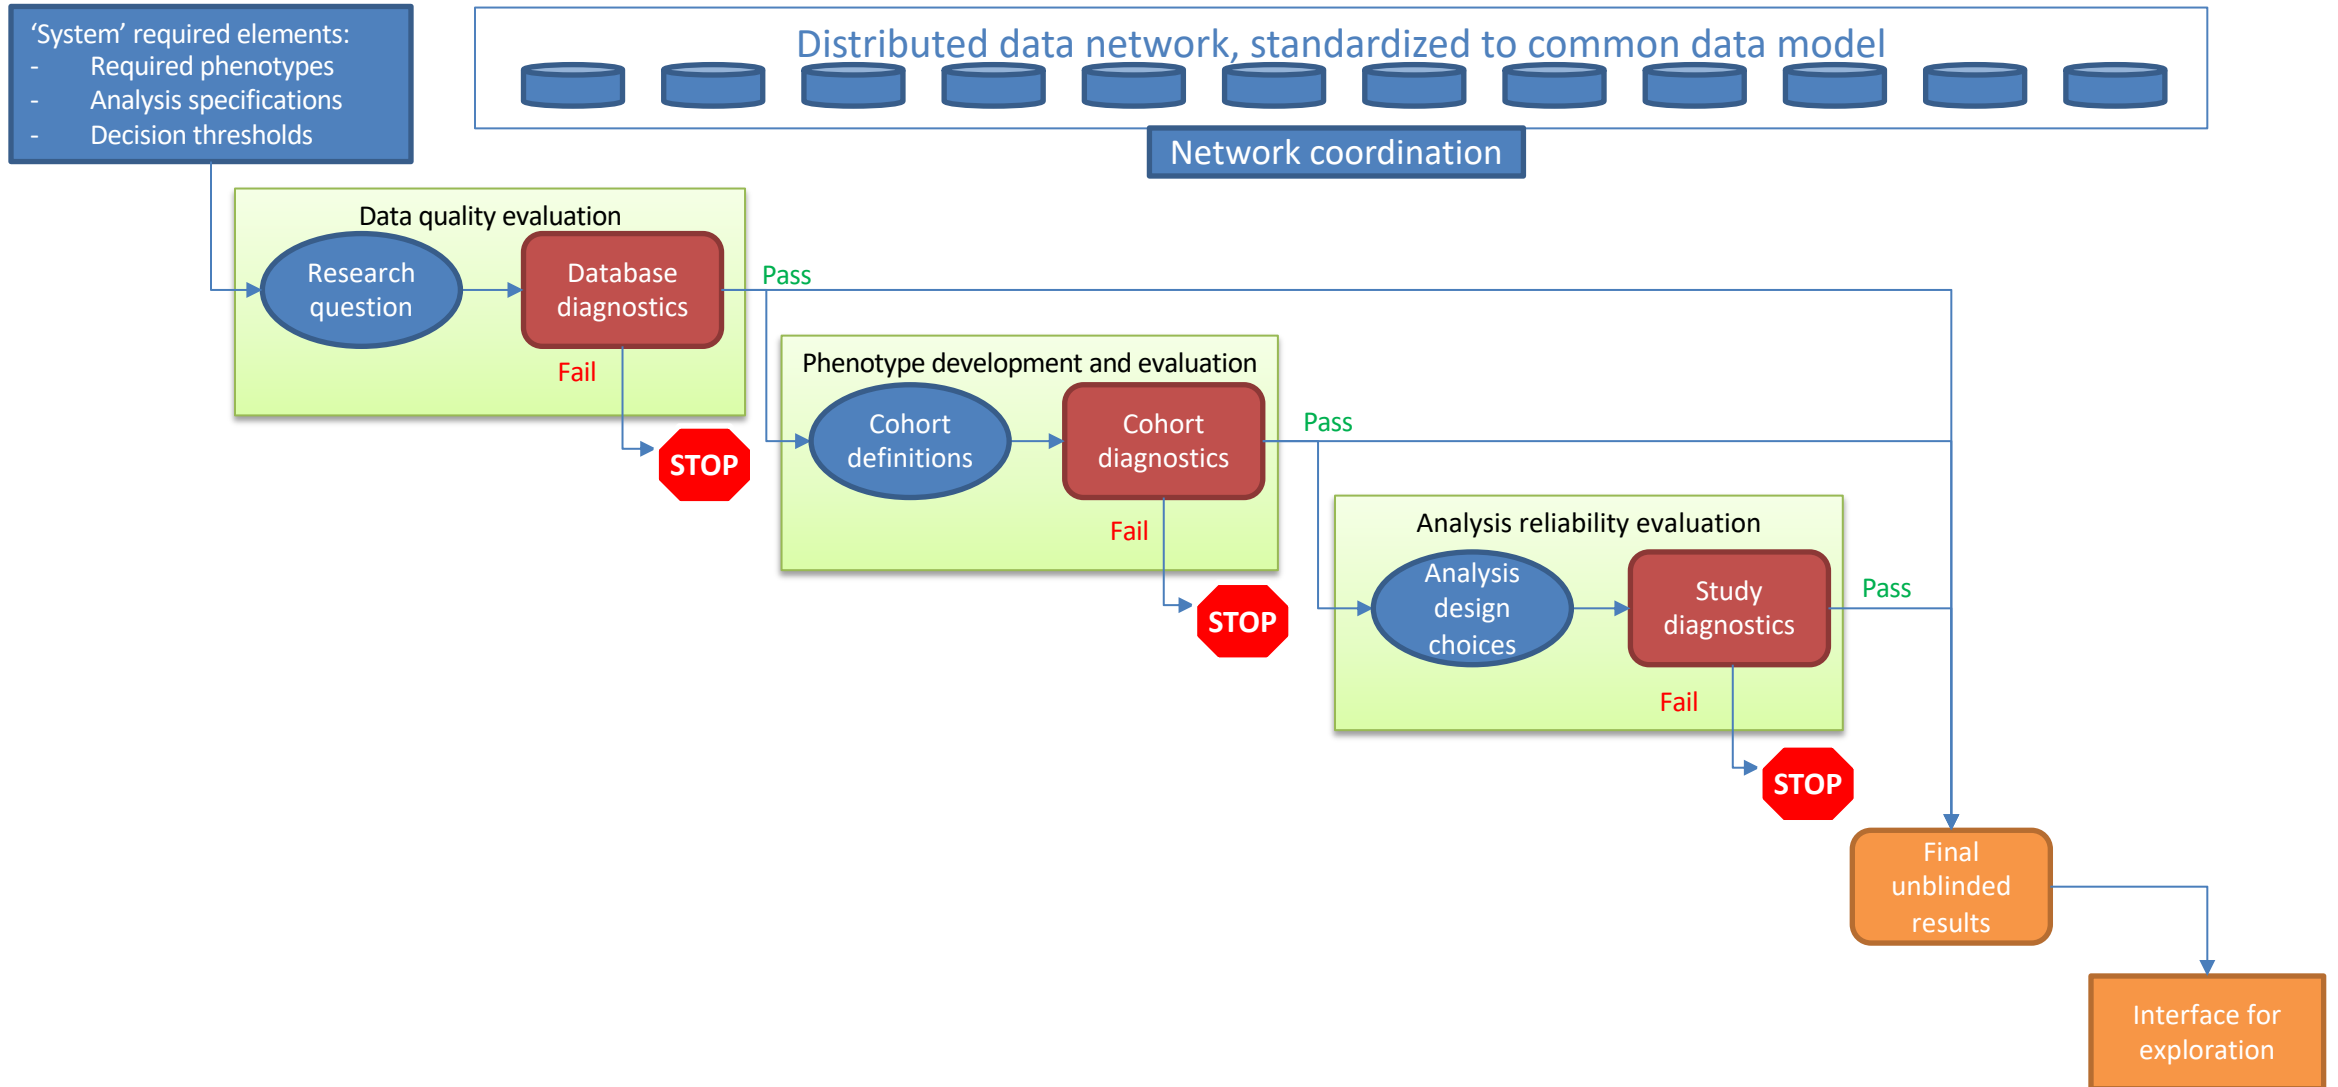 ‘System’ required elements:
- Required phenotypes
- Analysis specifications
- Decision thresholds
Distributed data network, standardized to common data model
Network coordination
Data quality evaluation
Research
question
Database
diagnostics
Pass
Fail
STOP
Phenotype development and evaluation
Cohort
definitions
Cohort
diagnostics
Pass
Fail
STOP
Analysis reliability evaluation
Analysis
design
choices
Study
diagnostics
Pass
Fail
STOP
Final
unblinded
results
Interface for
exploration